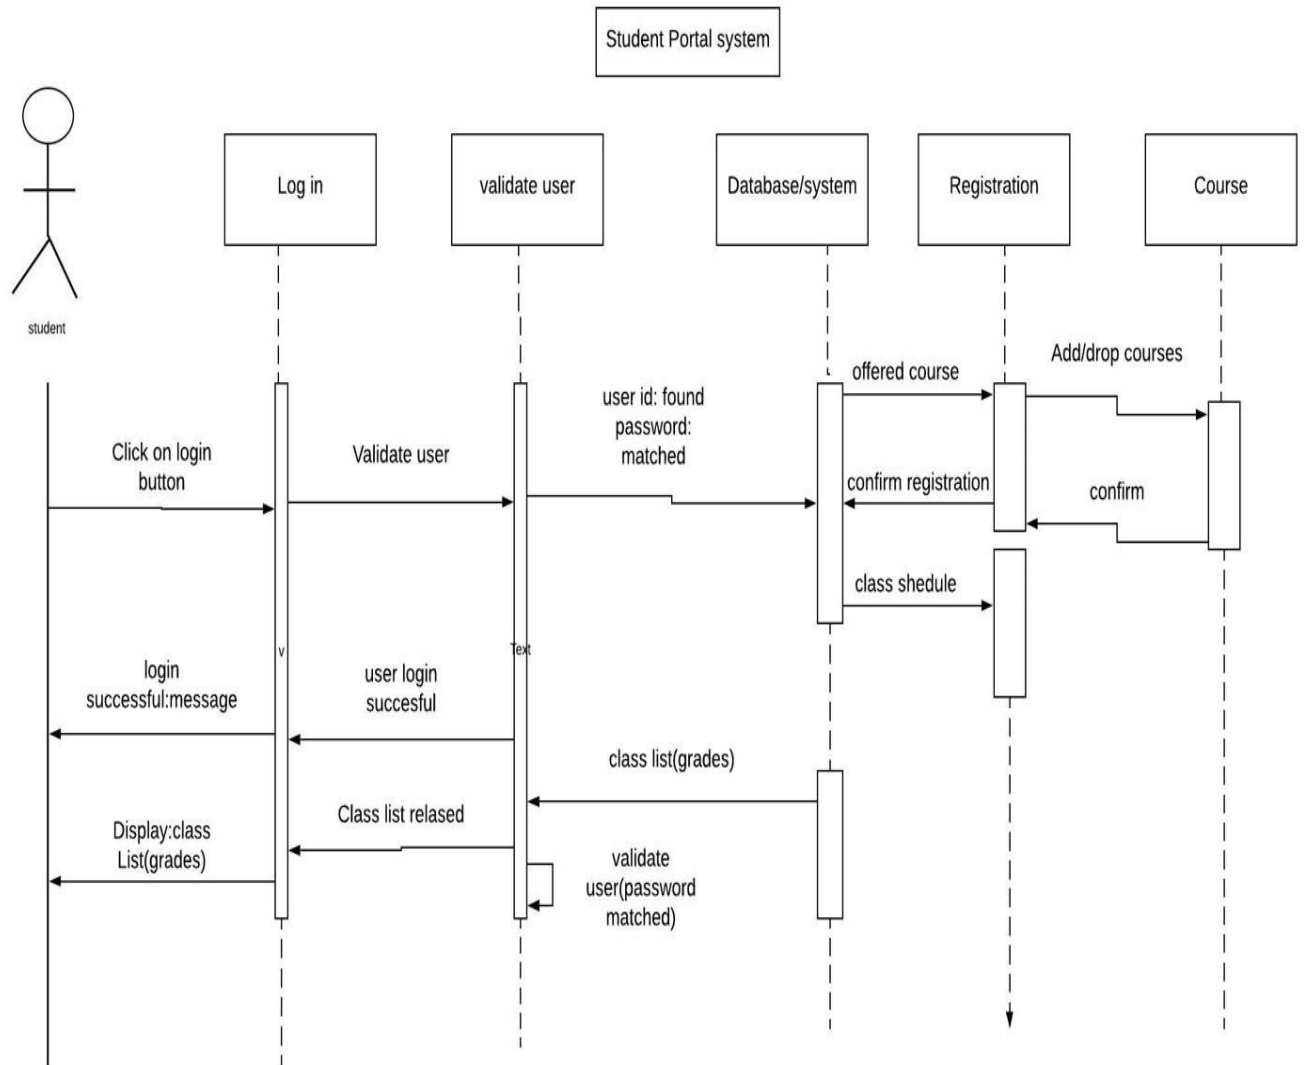 Student Portal system
Log in
validate user
Database/system
Registration
Course
student
Add/drop courses
offered course
user id: found
password:
matched
Click on login
button
Validate user
confirm registration
confirm
class shedule
v
Text
login
successful:message
user login
succesful
class list(grades)
Class list relased
Display:class
List(grades)
validate
user(password
matched)